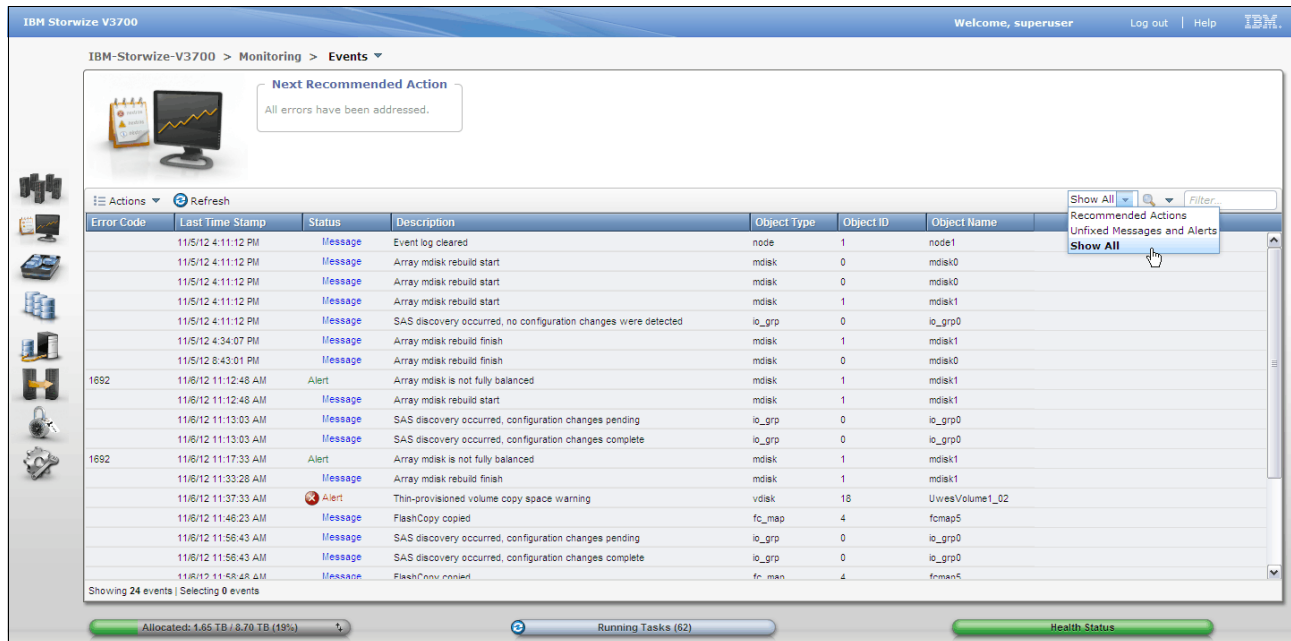 IBM Storwize V3700 Welcome, superuser Log out | Help IBM.
IBM-Storwize-V3700 > Monitoring > Events
Next Recommended Action
All errors have been addressed.
Actions Refresh Show All Filter...
Recommended Actions
Unfixed Messages and Alerts
Show All
Error Code Last Time Stamp Status Description Object Type Object ID Object Name
11/5/12 4:11:12 PM Message Event log cleared node 1 node1
11/5/12 4:11:12 PM Message Array mdisk rebuild start mdisk 0 mdisk0
11/5/12 4:11:12 PM Message Array mdisk rebuild start mdisk 0 mdisk0
11/5/12 4:11:12 PM Message Array mdisk rebuild start mdisk 1 mdisk1
11/5/12 4:11:12 PM Message SAS discovery occurred, no configuration changes were detected io_grp 0 io_grp0
11/5/12 4:34:07 PM Message Array mdisk rebuild finish mdisk 1 mdisk1
11/5/12 8:43:01 PM Message Array mdisk rebuild finish mdisk 0 mdisk0
1692 11/6/12 11:12:48 AM Alert Array mdisk is not fully balanced mdisk 1 mdisk1
11/6/12 11:12:48 AM Message Array mdisk rebuild start mdisk 1 mdisk1
11/6/12 11:13:03 AM Message SAS discovery occurred, configuration changes pending io_grp 0 io_grp0
11/6/12 11:13:03 AM Message SAS discovery occurred, configuration changes complete io_grp 0 io_grp0
1692 11/6/12 11:17:33 AM Alert Array mdisk is not fully balanced mdisk 1 mdisk1
11/6/12 11:33:28 AM Message Array mdisk rebuild finish mdisk 1 mdisk1
11/6/12 11:37:33 AM Alert Thin-provisioned volume copy space warning vdisk 18 UwesVolume1_02
11/6/12 11:46:23 AM Message FlashCopy copied fc_map 4 fcmap5
11/6/12 11:56:43 AM Message SAS discovery occurred, configuration changes pending io_grp 0 io_grp0
11/6/12 11:56:43 AM Message SAS discovery occurred, configuration changes complete io_grp 0 io_grp0
11/6/12 11:58:48 AM Message FlashCopy copied fc_map 4 fcmap5
Showing 24 events | Selecting 0 events
Allocated: 1.65 TB / 8.70 TB (19%) Running Tasks (62) Health Status